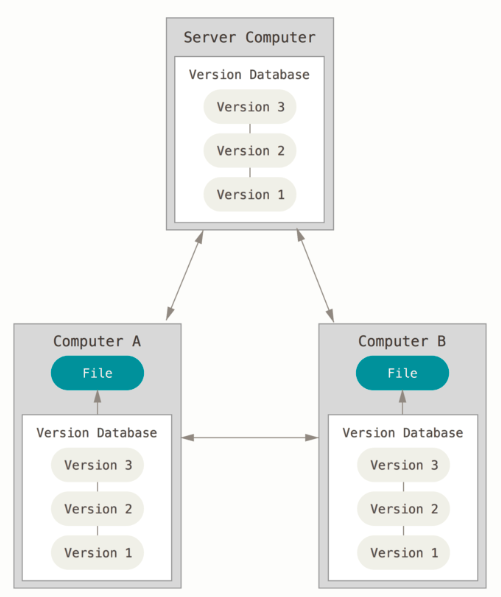 Server Computer
Version Database
Version 3
Version 2
Version 1
Computer A
File
Version Database
Version 3
Version 2
Version 1
Computer B
File
Version Database
Version 3
Version 2
Version 1